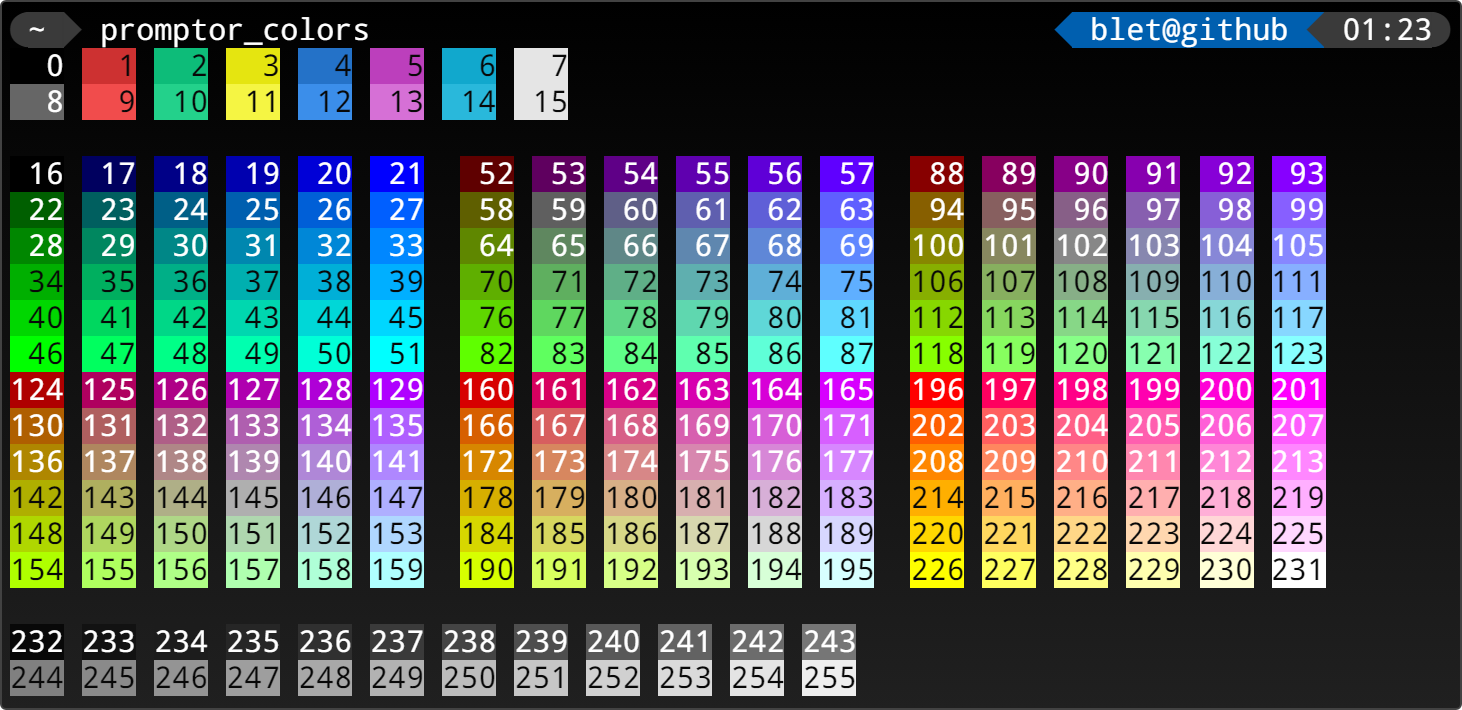 ~ promptor_colors blet@github 01:23
0 1 2 3 4 5 6 7
8 9 10 11 12 13 14 15
16 17 18 19 20 21 52 53 54 55 56 57 88 89 90 91 92 93
22 23 24 25 26 27 58 59 60 61 62 63 94 95 96 97 98 99
28 29 30 31 32 33 64 65 66 67 68 69 100 101 102 103 104 105
34 35 36 37 38 39 70 71 72 73 74 75 106 107 108 109 110 111
40 41 42 43 44 45 76 77 78 79 80 81 112 113 114 115 116 117
46 47 48 49 50 51 82 83 84 85 86 87 118 119 120 121 122 123
124 125 126 127 128 129 160 161 162 163 164 165 196 197 198 199 200 201
130 131 132 133 134 135 166 167 168 169 170 171 202 203 204 205 206 207
136 137 138 139 140 141 172 173 174 175 176 177 208 209 210 211 212 213
142 143 144 145 146 147 178 179 180 181 182 183 214 215 216 217 218 219
148 149 150 151 152 153 184 185 186 187 188 189 220 221 222 223 224 225
154 155 156 157 158 159 190 191 192 193 194 195 226 227 228 229 230 231
232 233 234 235 236 237 238 239 240 241 242 243
244 245 246 247 248 249 250 251 252 253 254 255